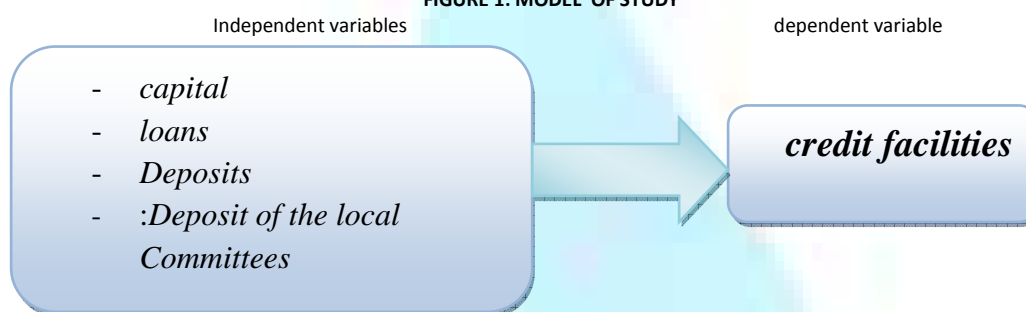 FIGURE 1: MODEL OF STUDY
Independent variables dependent variable
- capital
- loans
- Deposits
- :Deposit of the local
Committees
credit facilities